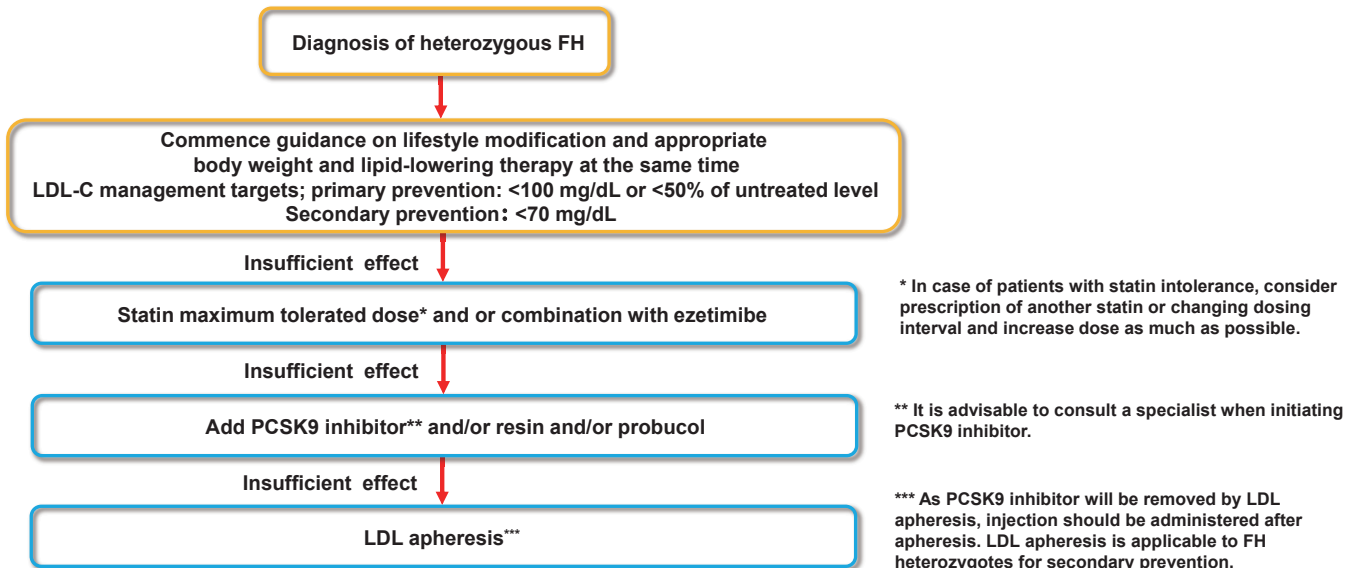 Diagnosis of heterozygous FH
Commence guidance on lifestyle modification and appropriate
body weight and lipid-lowering therapy at the same time
LDL-C management targets; primary prevention: <100 mg/dL or <50% of untreated level
Secondary prevention: <70 mg/dL
Insufficient effect
Statin maximum tolerated dose* and or combination with ezetimibe
* In case of patients with statin intolerance, consider
prescription of another statin or changing dosing
interval and increase dose as much as possible.
Insufficient effect
Add PCSK9 inhibitor** and/or resin and/or probucol
** It is advisable to consult a specialist when initiating
PCSK9 inhibitor.
Insufficient effect
LDL apheresis***
*** As PCSK9 inhibitor will be removed by LDL
apheresis, injection should be administered after
apheresis. LDL apheresis is applicable to FH
heterozygotes for secondary prevention.